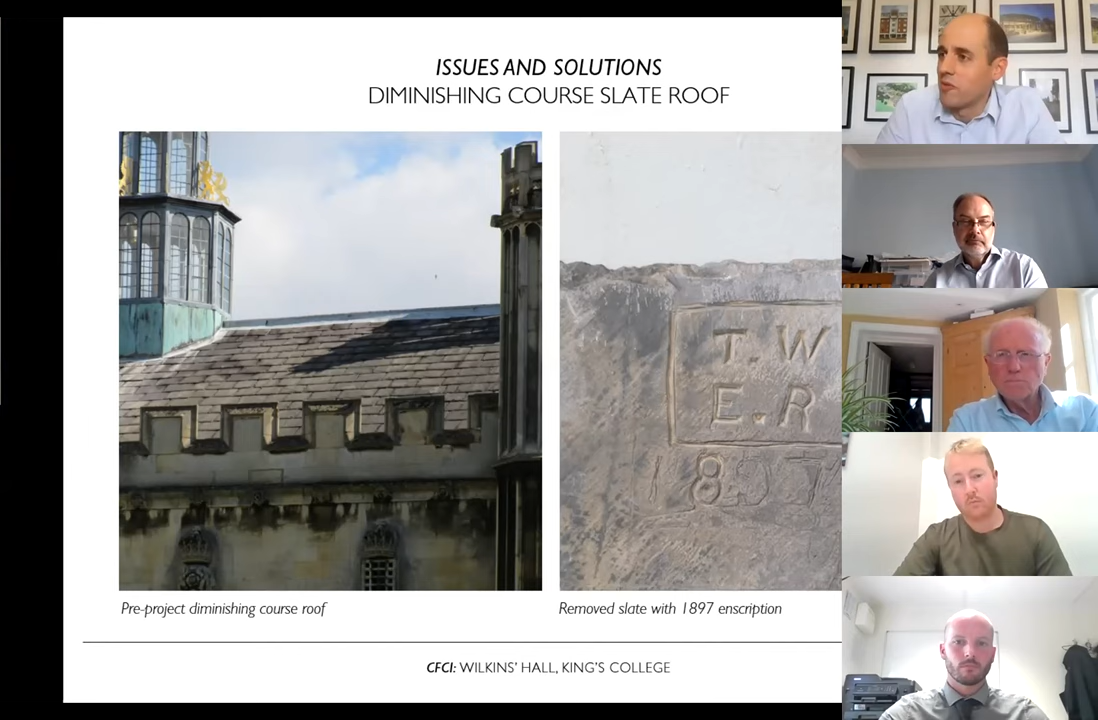 ISSUES AND SOLUTIONS
DIMINISHING COURSE SLATE ROOF
T. W
E. R
1897
Pre-project diminishing course roof
Removed slate with 1897 enscription
CFCI: WILKINS' HALL, KING'S COLLEGE